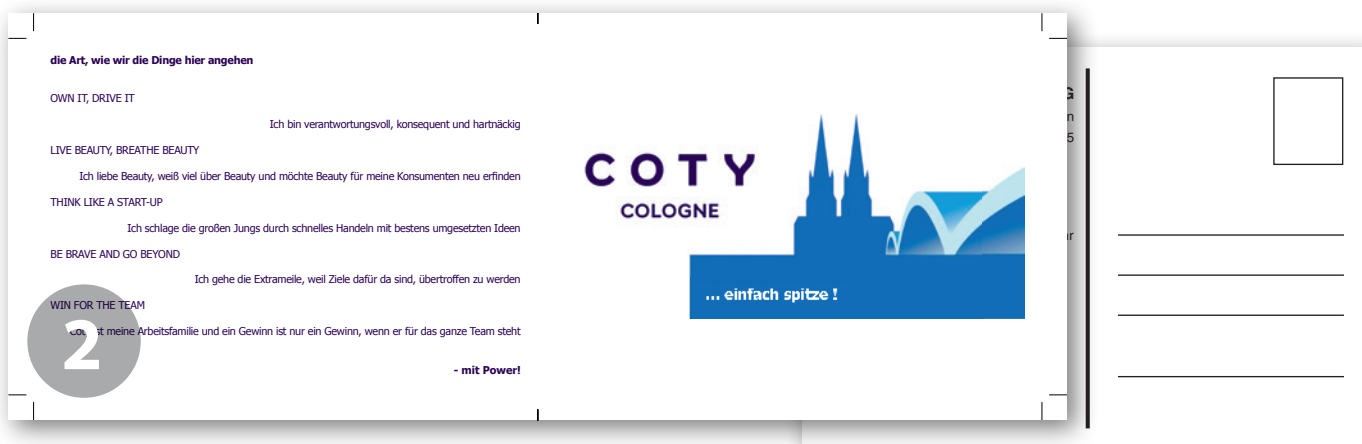 die Art, wie wir die Dinge hier angehen
OWN IT, DRIVE IT
Ich bin verantwortungsvoll, konsequent und hartnäckig
LIVE BEAUTY, BREATHE BEAUTY
Ich liebe Beauty, weiß viel über Beauty und möchte Beauty für meine Konsumenten neu erfinden
THINK LIKE A START-UP
Ich schlage die großen Jungs durch schnelles Handeln mit bestens umgesetzten Ideen
BE BRAVE AND GO BEYOND
Ich gehe die Extrameile, weil Ziele dafür da sind, übertroffen zu werden
WIN FOR THE TEAM
meine Arbeitsfamilie und ein Gewinn ist nur ein Gewinn, wenn er für das ganze Team steht
- mit Power!
2
COTY
COLOGNE
... einfach spitze !
G
n
5
r